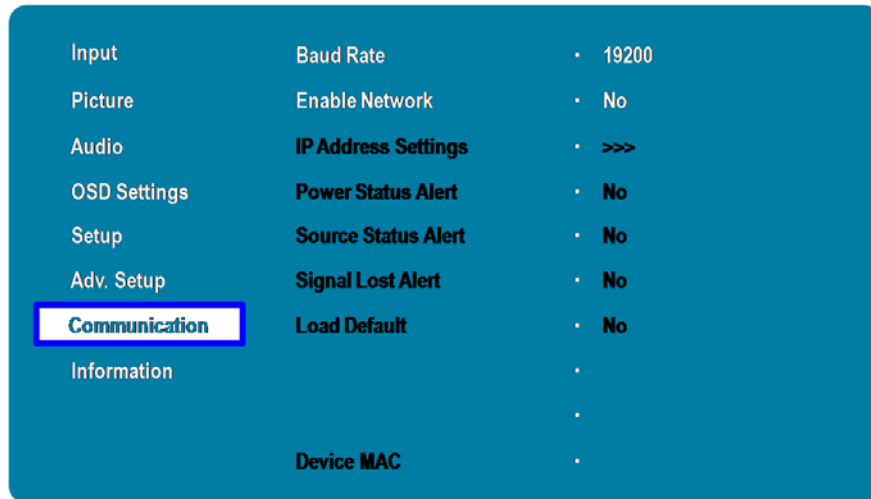 Input Baud Rate · 19200
Picture Enable Network · No
Audio IP Address Settings · >>>
OSD Settings Power Status Alert · No
Setup Source Status Alert · No
Adv. Setup Signal Lost Alert · No
Communication Load Default · No
Information ·
·
Device MAC ·